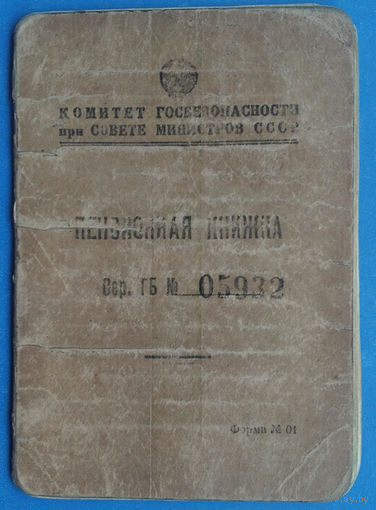 КОМИТЕТ ГОСБЕЗОПАСНОСТИ
при СОВЕТЕ МИНИСТРОВ СССР
ПЕНСИОННАЯ КНИЖКА
Сер. ГБ № 05932
Форма № 01